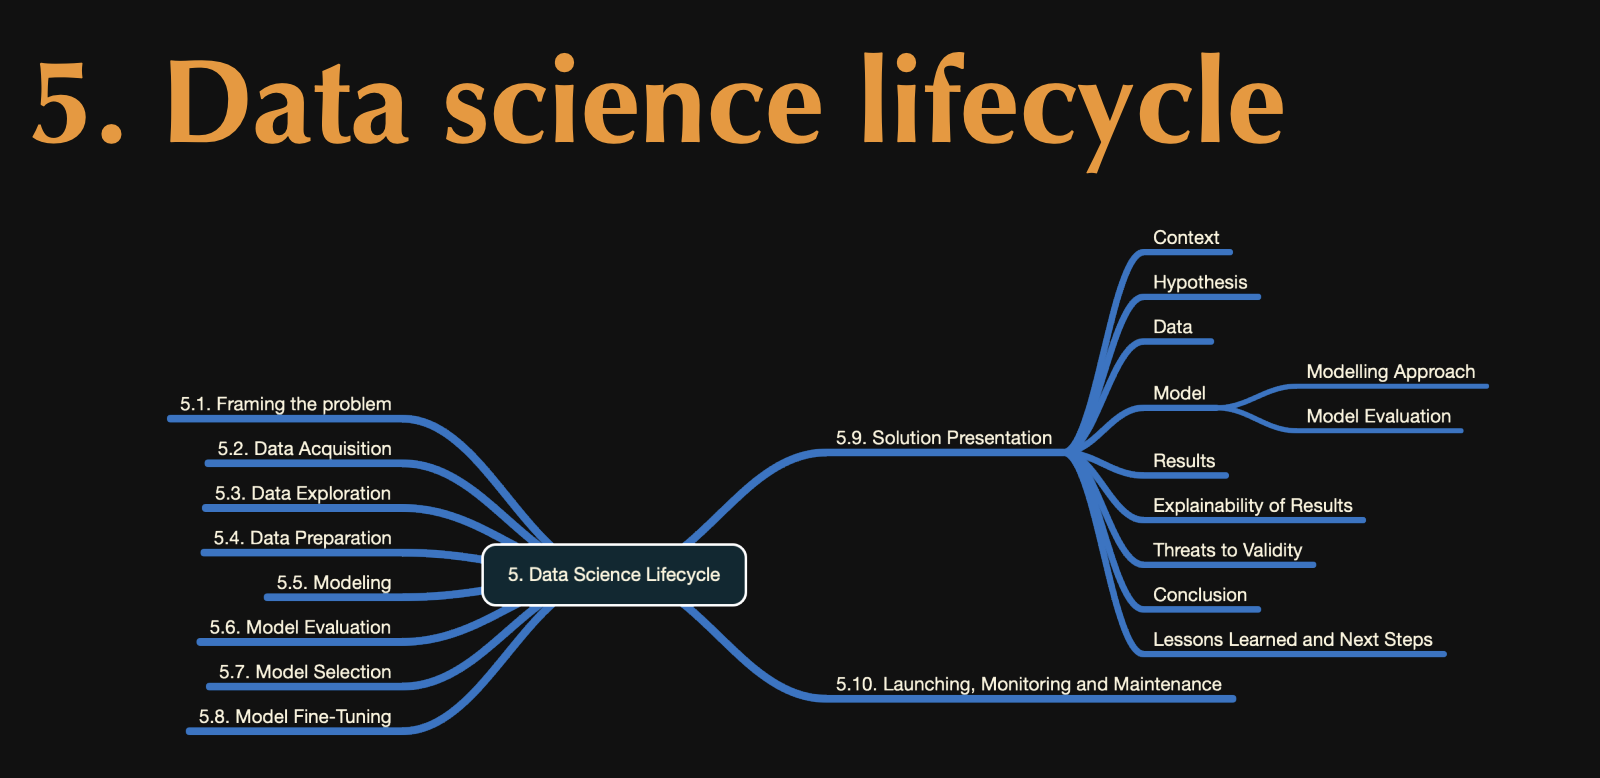 5. Data science lifecycle
5.1. Framing the problem
5.2. Data Acquisition
5.3. Data Exploration
5.4. Data Preparation
5.5. Modeling
5.6. Model Evaluation
5.7. Model Selection
5.8. Model Fine-Tuning
5. Data Science Lifecycle
5.9. Solution Presentation
Context
Hypothesis
Data
Model
Modelling Approach
Model Evaluation
Results
Explainability of Results
Threats to Validity
Conclusion
Lessons Learned and Next Steps
5.10. Launching, Monitoring and Maintenance